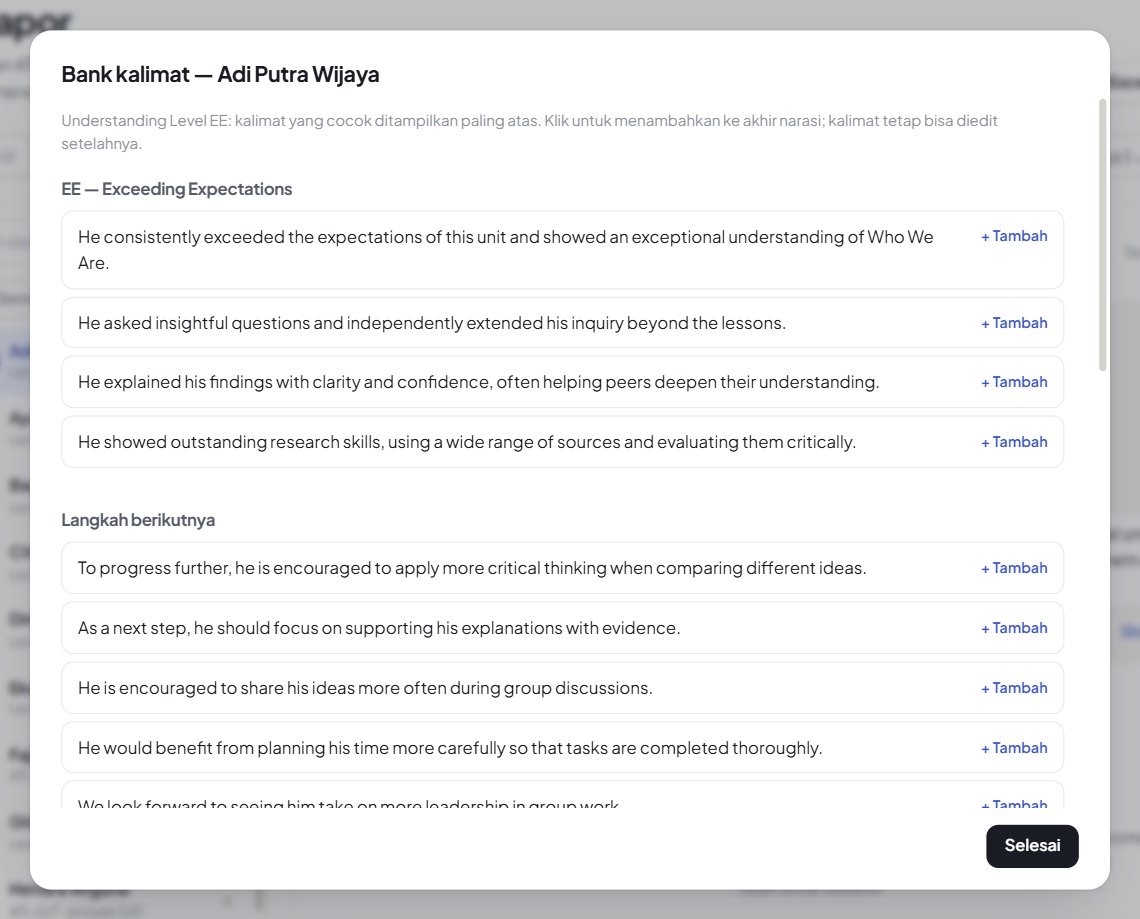 apor
Bank kalimat — Adi Putra Wijaya
Understanding Level EE: kalimat yang cocok ditampilkan paling atas. Klik untuk menambahkan ke akhir narasi; kalimat tetap bisa diedit
setelahnya.
EE — Exceeding Expectations
He consistently exceeded the expectations of this unit and showed an exceptional understanding of Who We
Are.
+ Tambah
He asked insightful questions and independently extended his inquiry beyond the lessons.
+ Tambah
He explained his findings with clarity and confidence, often helping peers deepen their understanding.
+ Tambah
He showed outstanding research skills, using a wide range of sources and evaluating them critically.
+ Tambah
Langkah berikutnya
To progress further, he is encouraged to apply more critical thinking when comparing different ideas.
+ Tambah
As a next step, he should focus on supporting his explanations with evidence.
+ Tambah
He is encouraged to share his ideas more often during group discussions.
+ Tambah
He would benefit from planning his time more carefully so that tasks are completed thoroughly.
+ Tambah
We look forward to seeing him take on more leadership in group work.
+ Tambah
Selesai